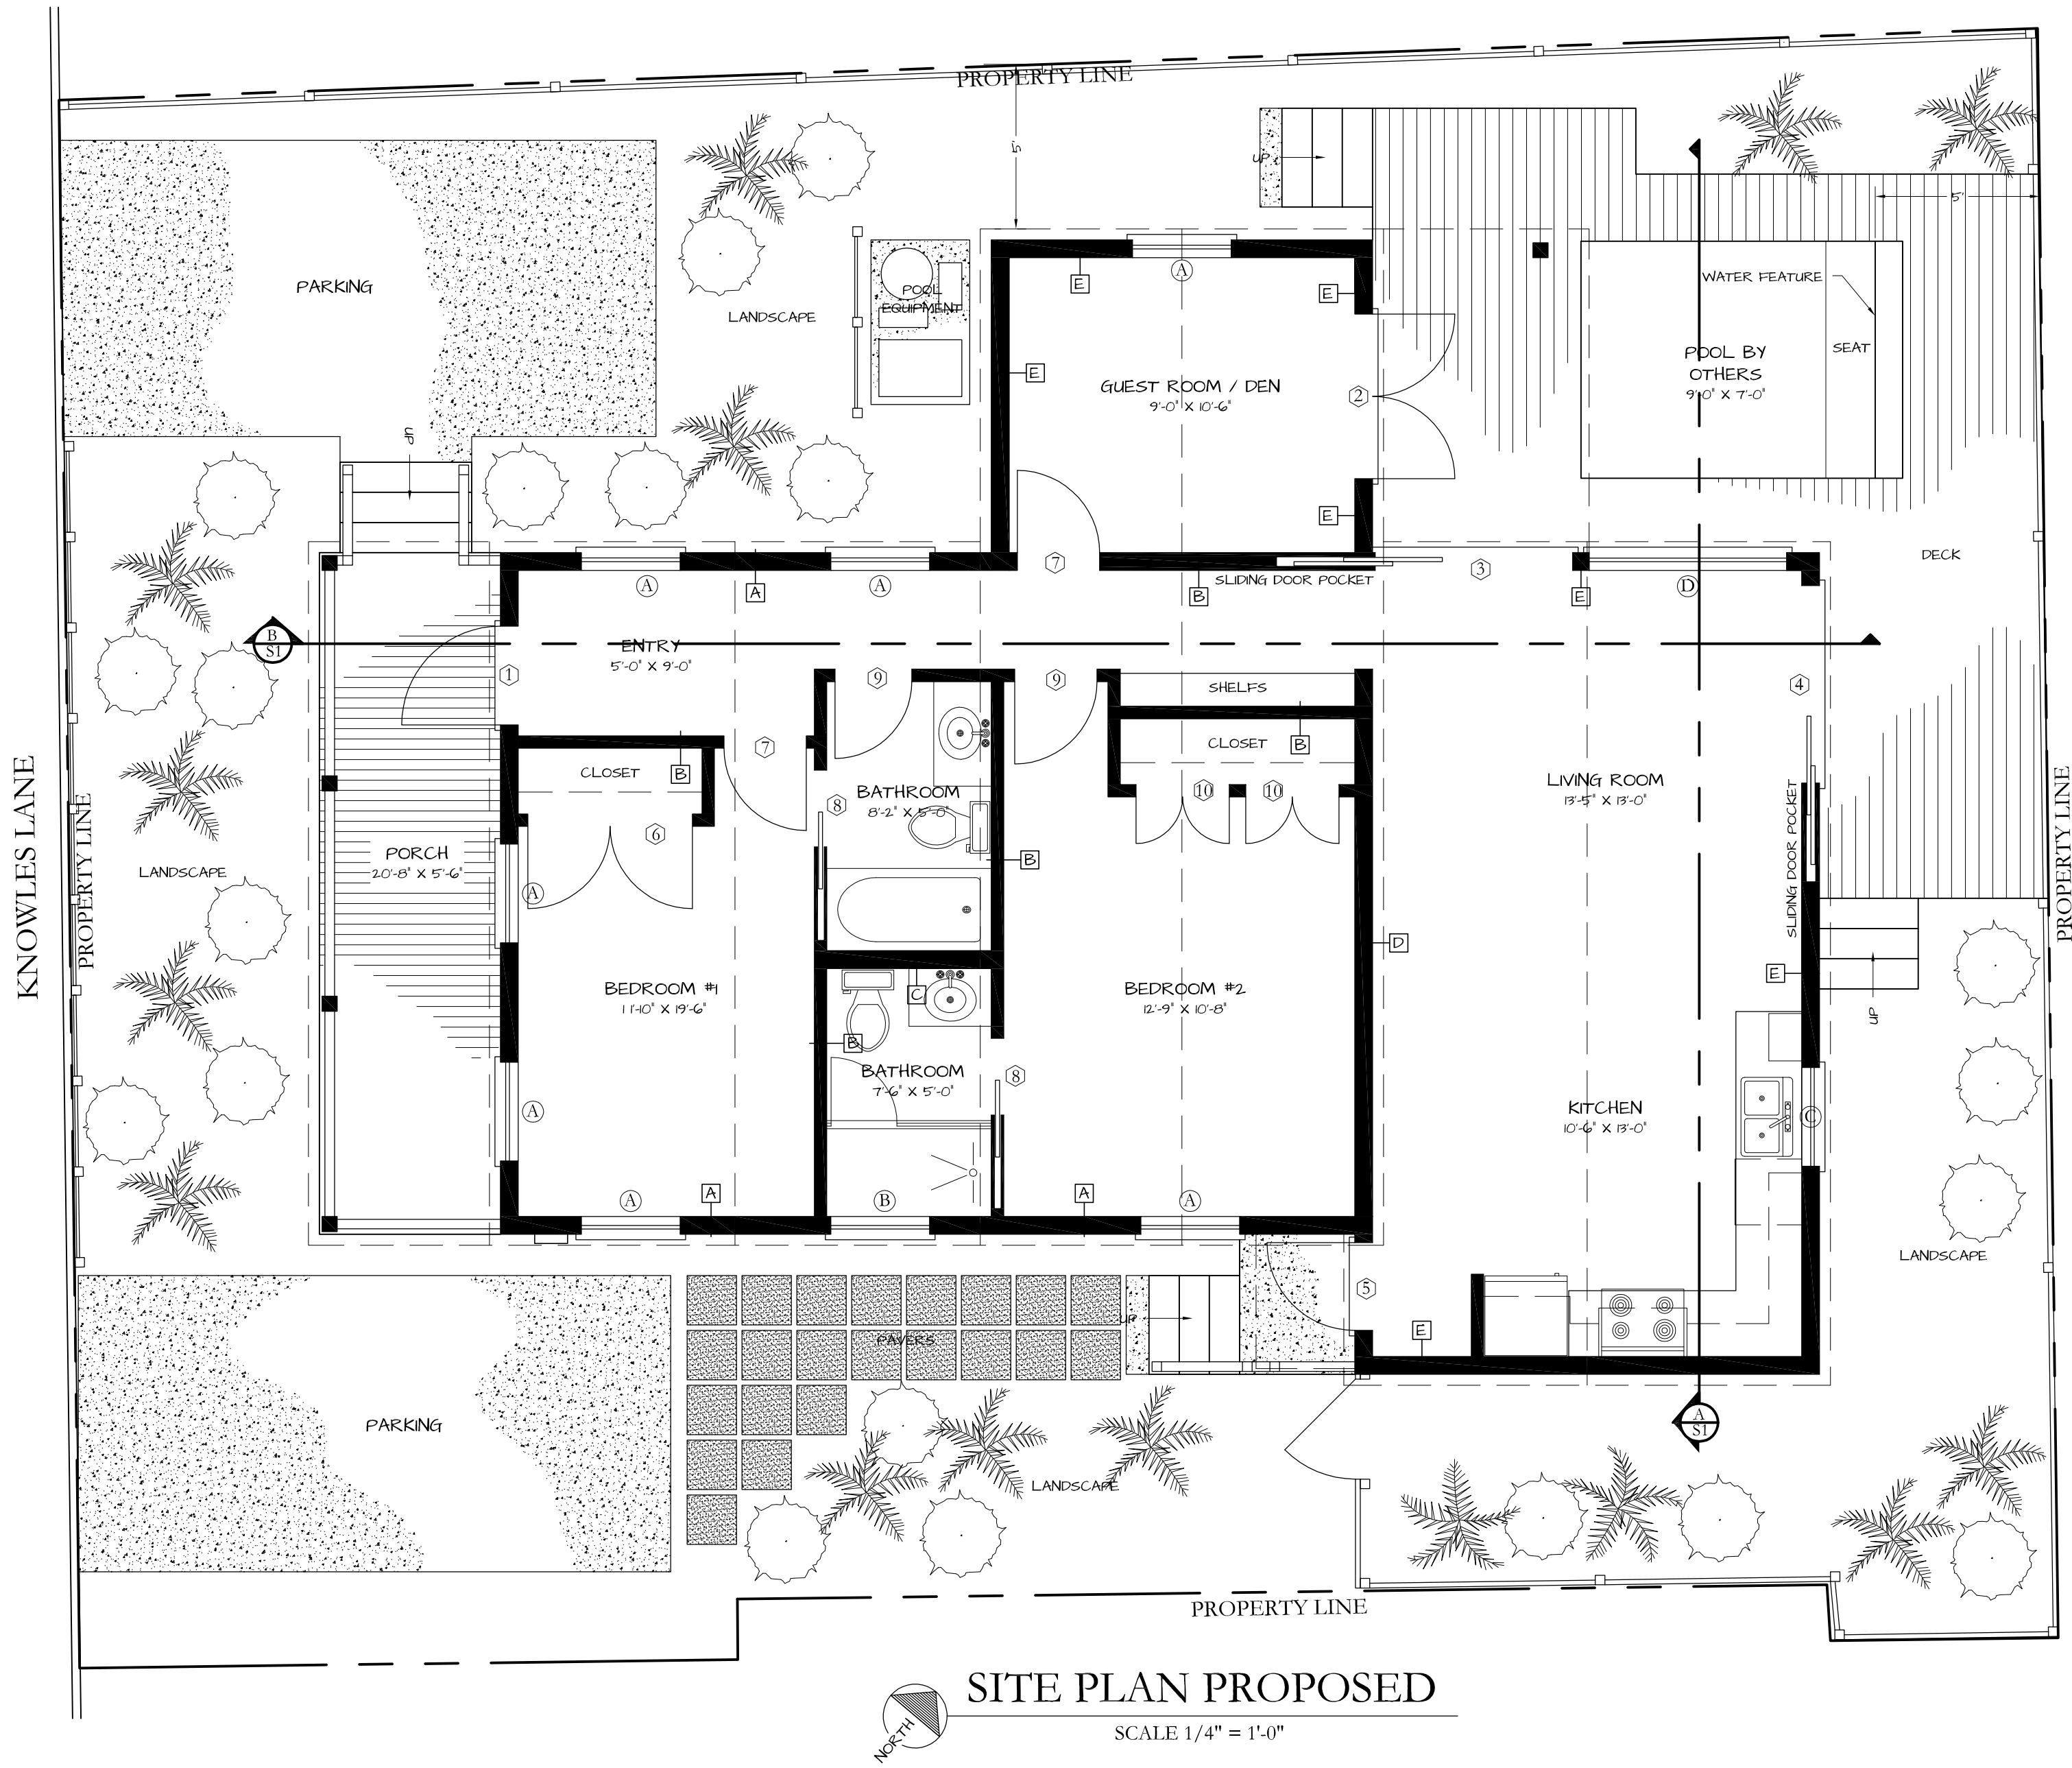 PROPERTY LINE
5'
UP
5'
PARKING
LANDSCAPE
POOL
EQUIPMENT
A
E
E
E
GUEST ROOM / DEN
9'-0" X 10'-6"
2
WATER FEATURE
SEAT
POOL BY
OTHERS
9'-0" X 7'-0"
UP
E
7
3
DECK
A
A
A
SLIDING DOOR POCKET
B
E
D
B
S1
ENTRY
5'-0" X 9'-0"
1
9
9
SHELFS
4
7
CLOSET
B
CLOSET
B
LIVING ROOM
13'-5" X 13'-0"
SLIDING DOOR POCKET
KNOWLES LANE
PROPERTY LINE
PROPERTY LINE
BATHROOM
8'-2" X 5'-0"
8
6
10
10
PORCH
20'-8" X 5'-6"
LANDSCAPE
A
B
D
E
BEDROOM #1
11'-10" X 19'-6"
C
BEDROOM #2
12'-9" X 10'-8"
UP
B
BATHROOM
7'-6" X 5'-0"
8
A
KITCHEN
10'-6" X 13'-0"
C
A
A
B
A
A
LANDSCAPE
5
UP
PAVERS
E
PARKING
A
S1
LANDSCAPE
PROPERTY LINE
SITE PLAN PROPOSED
SCALE 1/4" = 1'-0"
NORTH